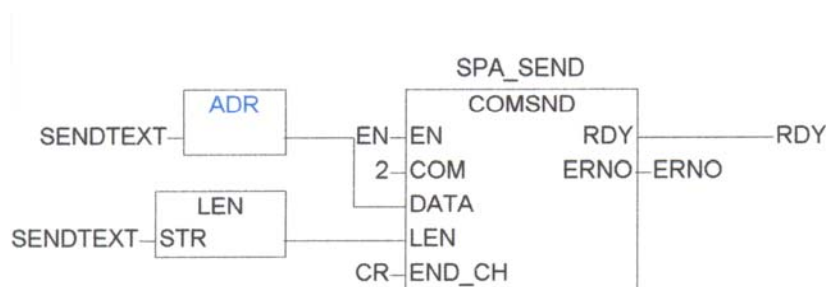 SPA_SEND
ADR COMSND
SENDTEXT EN EN RDY RDY
2 COM ERNO ERNO
LEN DATA
SENDTEXT STR LEN
CR END_CH